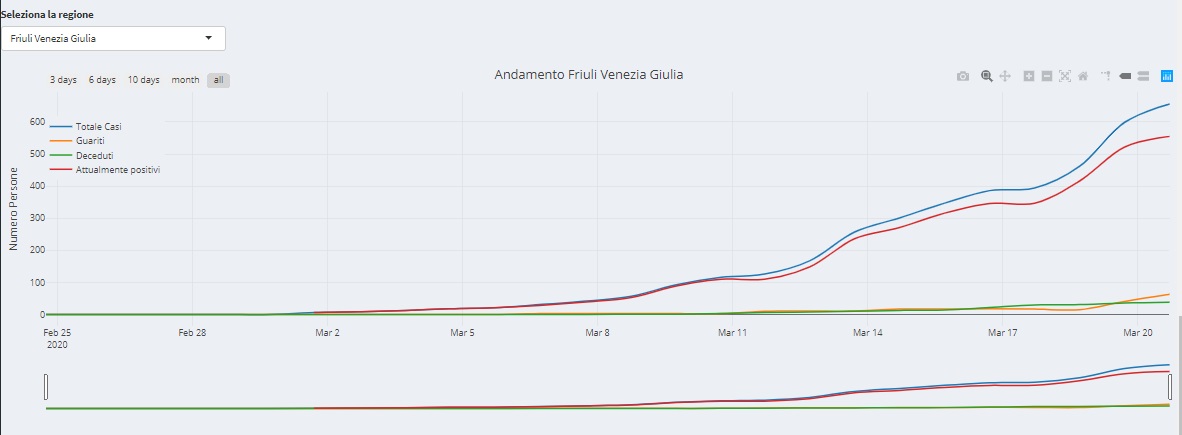 Seleziona la regione
Friuli Venezia Giulia
3 days 6 days 10 days month all
Andamento Friuli Venezia Giulia
Totale Casi
Guariti
Deceduti
Attualmente positivi
Numero Persone
600
500
400
300
200
100
0
Feb 25 Feb 28 Mar 2 Mar 5 Mar 8 Mar 11 Mar 14 Mar 17 Mar 20
2020